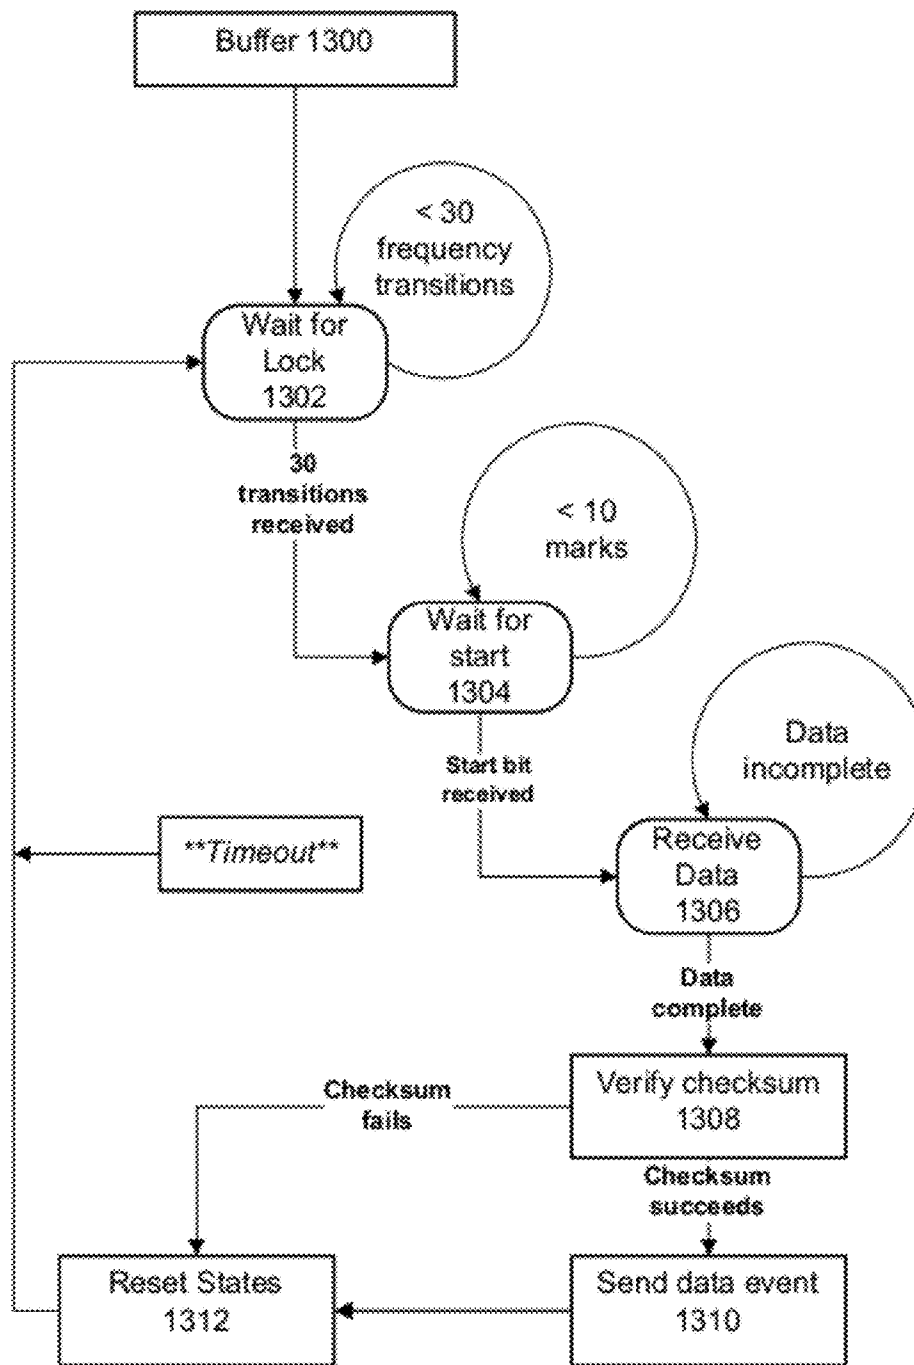 Buffer 1300
< 30
frequency
transitions
Wait for
Lock
1302
30
transitions
received
< 10
marks
Wait for
start
1304
Start bit
received
Data
incomplete
**Timeout**
Receive
Data
1306
Data
complete
Verify checksum
1308
Checksum
fails
Checksum
succeeds
Reset States
1312
Send data event
1310